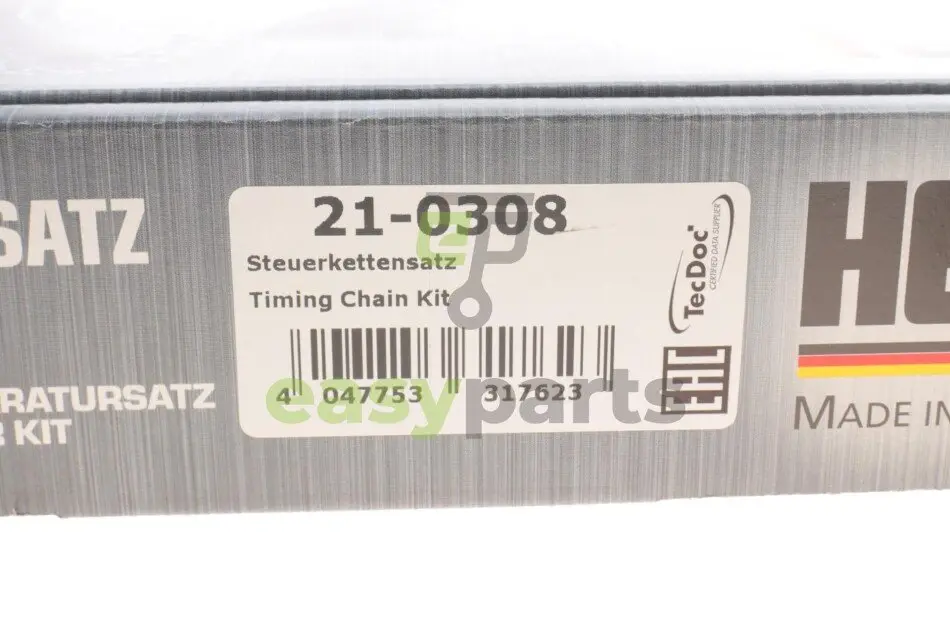 SATZ
RATURSATZ
KIT
21-0308
Steuerkettensatz
Timing Chain Kit
4 047753 317623
TecDoc
CERTIFIED DATA SUPPLIER
EAC
easyparts
HE
MADE IN